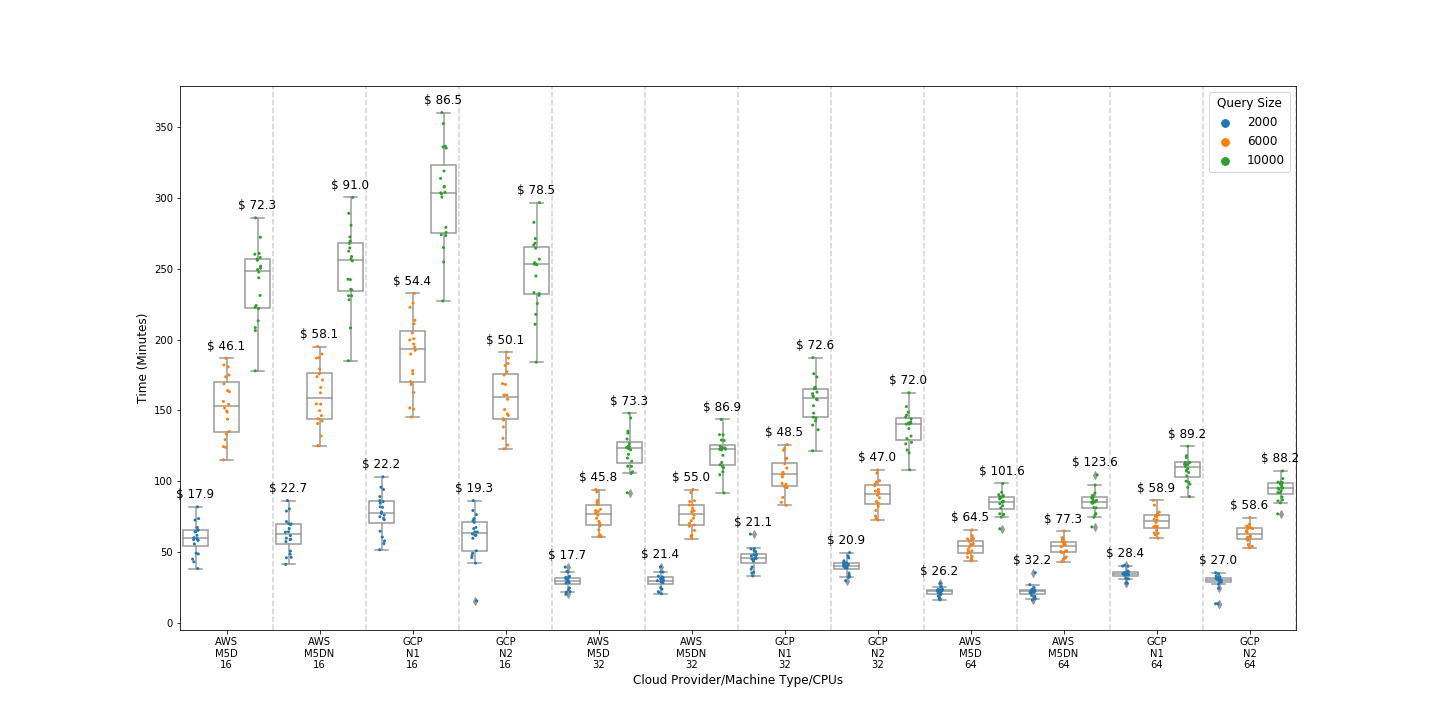 Query Size
2000
6000
10000
Time (Minutes)
350
300
250
200
150
100
50
0
$ 17.9
$ 46.1
$ 72.3
$ 22.7
$ 58.1
$ 91.0
$ 22.2
$ 54.4
$ 86.5
$ 19.3
$ 50.1
$ 78.5
$ 17.7
$ 45.8
$ 73.3
$ 21.4
$ 55.0
$ 86.9
$ 21.1
$ 48.5
$ 72.6
$ 20.9
$ 47.0
$ 72.0
$ 26.2
$ 64.5
$ 101.6
$ 32.2
$ 77.3
$ 123.6
$ 28.4
$ 58.9
$ 89.2
$ 27.0
$ 58.6
$ 88.2
AWS
M5D
16
AWS
M5DN
16
GCP
N1
16
GCP
N2
16
AWS
M5D
32
AWS
M5DN
32
GCP
N1
32
GCP
N2
32
AWS
M5D
64
AWS
M5DN
64
GCP
N1
64
GCP
N2
64
Cloud Provider/Machine Type/CPUs